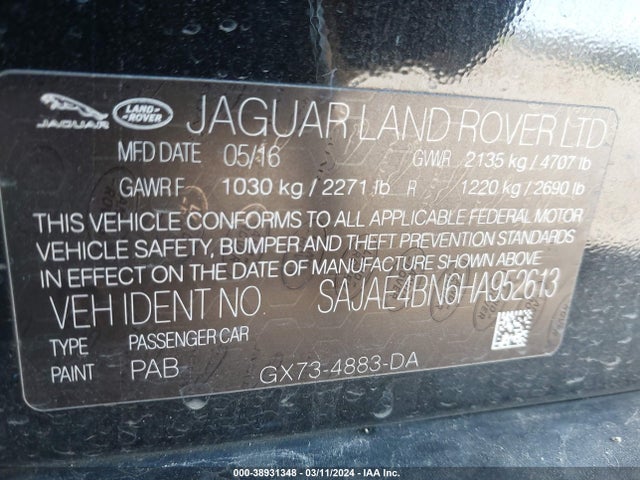 JAGUAR LAND-ROVER JAGUAR LAND ROVER LTD
MFD DATE 05/16 GWWR 2135 kg / 4707 lb
GAWR F 1030 kg / 2271 lb R 1220 kg / 2690 lb
THIS VEHICLE CONFORMS TO ALL APPLICABLE FEDERAL MOTOR
VEHICLE SAFETY, BUMPER AND THEFT PREVENTION STANDARDS
IN EFFECT ON THE DATE OF MANUFACTURE SHOWN ABOVE.
VEH IDENT NO SAJAE4BN6HA952613
TYPE PASSENGER CAR
PAINT PAB GX73-4883-DA
000-38931348 - 03/11/2024 - IAA Inc.